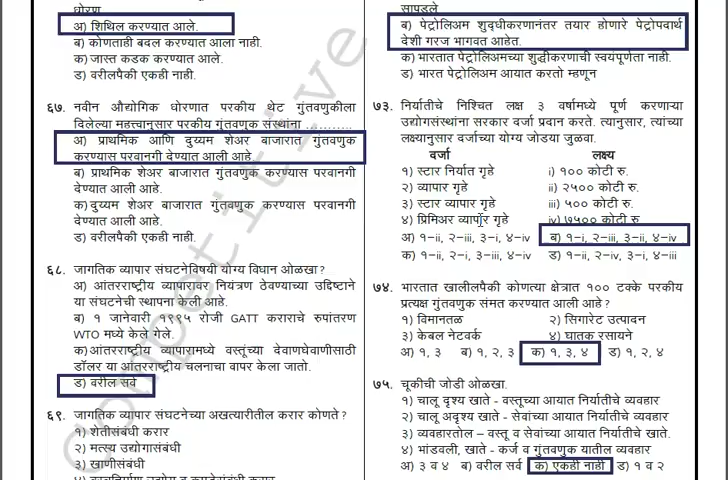 धोरण
अ) शिथिल करण्यात आले.
ब) कोणताही बदल करण्यात आला नाही.
क) जास्त कडक करण्यात आले.
ड) वरीलपैकी एकही नाही.
६७. नवीन औद्योगिक धोरणात परकीय थेट गुंतवणुकीला
दिलेल्या महत्त्वानुसार परकीय गुंतवणुक संस्थांना ............
अ) प्राथमिक आणि दुय्यम शेअर बाजारात गुंतवणुक
करण्यास परवानगी देण्यात आली आहे.
ब) प्राथमिक शेअर बाजारात गुंतवणुक करण्यास परवानगी
देण्यात आली आहे.
क) दुय्यम शेअर बाजारात गुंतवणुक करण्यास परवानगी
देण्यात आली आहे.
ड) वरीलपैकी एकही नाही.
६८. जागतिक व्यापार संघटनेविषयी योग्य विधान ओळखा ?
अ) आंतरराष्ट्रीय व्यापारावर नियंत्रण ठेवण्याच्या उद्दिष्टाने
या संघटनेची स्थापना केली आहे.
ब) १ जानेवारी १९९५ रोजी GATT कराराचे रुपांतरण
WTO मध्ये केले गेले.
क) आंतरराष्ट्रीय व्यापारामध्ये वस्तूंच्या देवाणघेवाणीसाठी
डॉलर या आंतरराष्ट्रीय चलनाचा वापर केला जातो.
ड) वरील सर्व
६९. जागतिक व्यापार संघटनेच्या अखत्यारीतील करार कोणते ?
१) शेतीसंबंधी करार
२) मत्स्य उद्योगासंबंधी
३) खाणीसंबंधी
सापडले
ब) पेट्रोलिअम शुद्धीकरणानंतर तयार होणारे पेट्रोपदार्थ
देशी गरज भागवत आहेत.
क) भारतात पेट्रोलिअमच्या शुद्धीकरणाची स्वयंपूर्णता नाही.
ड) भारत पेट्रोलिअम आयात करतो म्हणून
७३. निर्यातीचे निश्चित लक्ष ३ वर्षामध्ये पूर्ण करणाऱ्या
उद्योगसंस्थांना सरकार दर्जा प्रदान करते. त्यानुसार, त्यांच्या
लक्ष्यानुसार दर्जाच्या योग्य जोडया जुळवा.
दर्जा लक्ष्य
१) स्टार निर्यात गृहे i) १०० कोटी रु.
२) व्यापार गृहे ii) २५०० कोटी रु.
३) स्टार व्यापार गृहे iii) ५०० कोटी रु.
४) प्रिमिअर व्यापार गृहे iv) ७५०० कोटी रु.
अ) १-ii, २-iii, ३-i, ४-iv ब) १-i, २-iii, ३-ii, ४-iv
क) १-ii, २-i, ३-iii, ४-iv ड) १-ii, २-iv, ३-i, ४-iii
७४. भारतात खालीलपैकी कोणत्या क्षेत्रात १०० टक्के परकीय
प्रत्यक्ष गुंतवणुक संमत करण्यात आली आहे ?
१) विमानतळ २) सिगारेट उत्पादन
३) केबल नेटवर्क ४) घातक रसायने
अ) १, ३ ब) १, २, ३ क) १, ३, ४ ड) १, २, ४
७५. चूकीची जोडी ओळखा.
१) चालू दृश्य खाते - वस्तूच्या आयात निर्यातीचे व्यवहार
२) चालू अदृश्य खाते - सेवांच्या आयात निर्यातीचे व्यवहार
३) व्यवहारतोल – वस्तू व सेवांच्या आयात निर्यातीचे खाते.
४) भांडवली, खाते - कर्ज व गुंतवणुक यातील व्यवहार
अ) ३ व ४ ब) वरील सर्व क) एकही नाही ड) १ व २
competitive